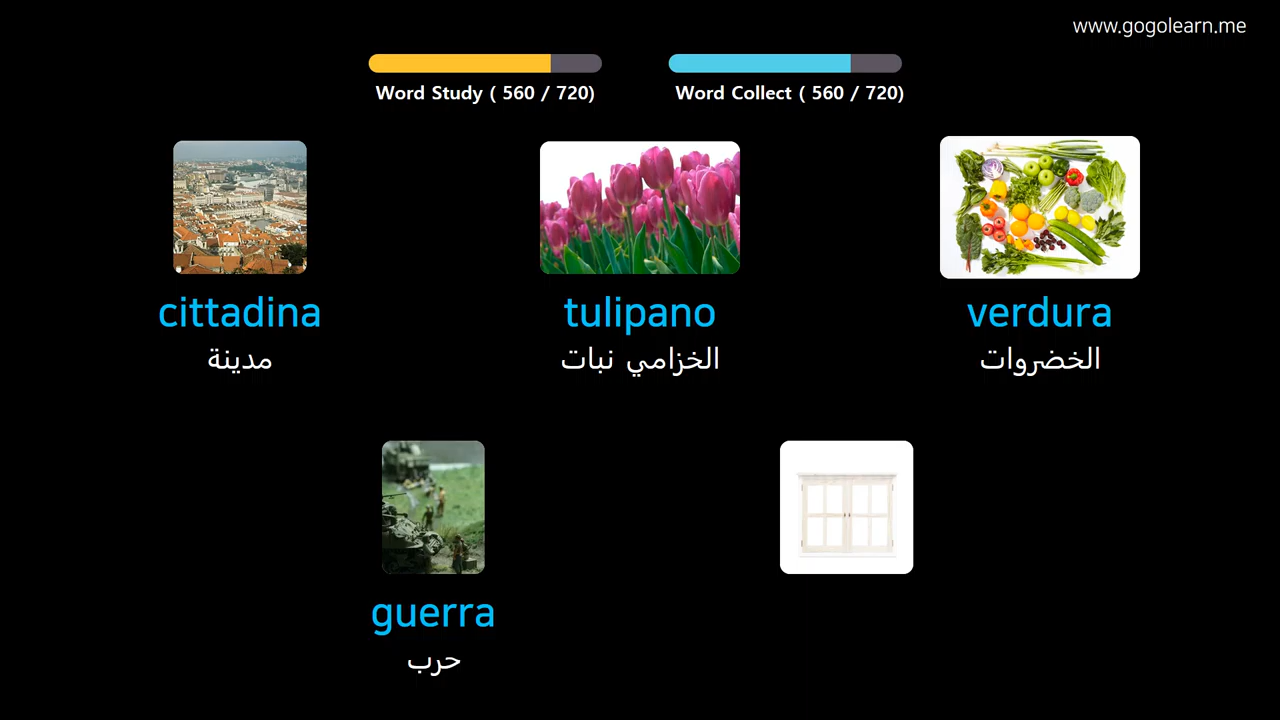 www.gogolearn.me
Word Study ( 560 / 720)
Word Collect ( 560 / 720)
cittadina
مدينة
tulipano
الخزامي نبات
verdura
الخضروات
guerra
حرب